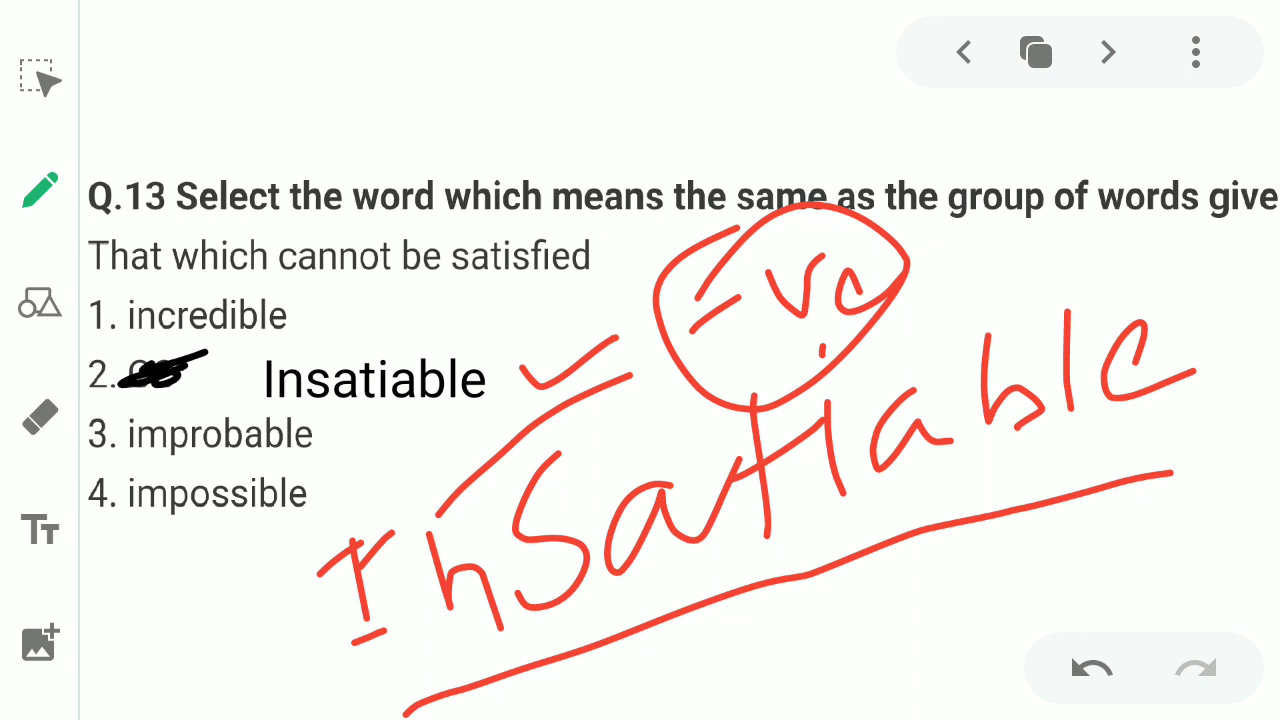 Q.13 Select the word which means the same as the group of words give
That which cannot be satisfied
-ve
1. incredible
2. Insatiable
3. improbable
4. impossible
Insatiable
TT